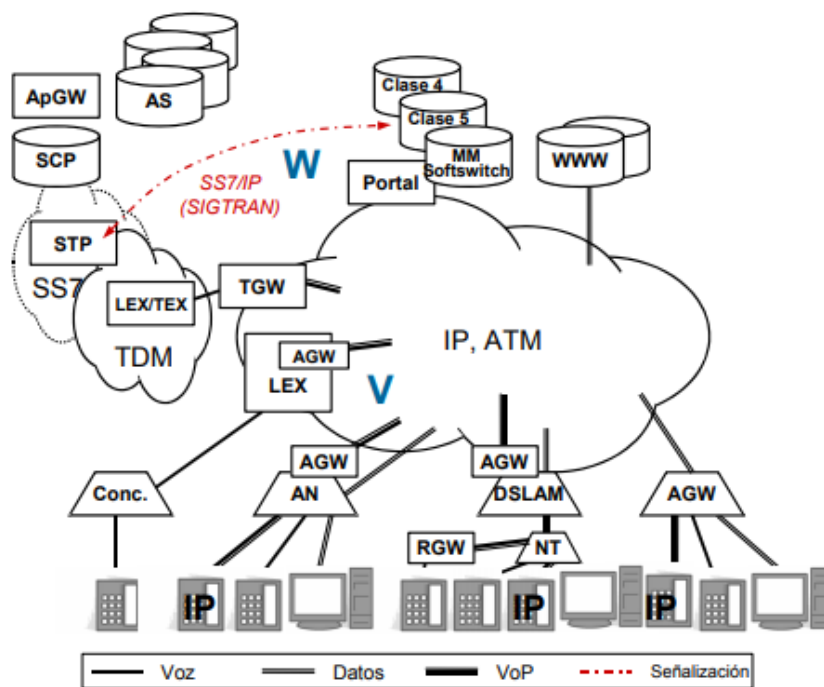 Clase 4
AS
ApGW
Clase 5
SCP
MM
Softswitch
WWW
W
SS7/IP
(SIGTRAN)
Portal
STP
SS7
TGW
LEX/TEX
TDM
IP, ATM
AGW
LEX
V
AGW
AGW
Conc.
AN
DSLAM
AGW
RGW
NT
IP
IP
IP
Voz
Datos
VoP
Señalización